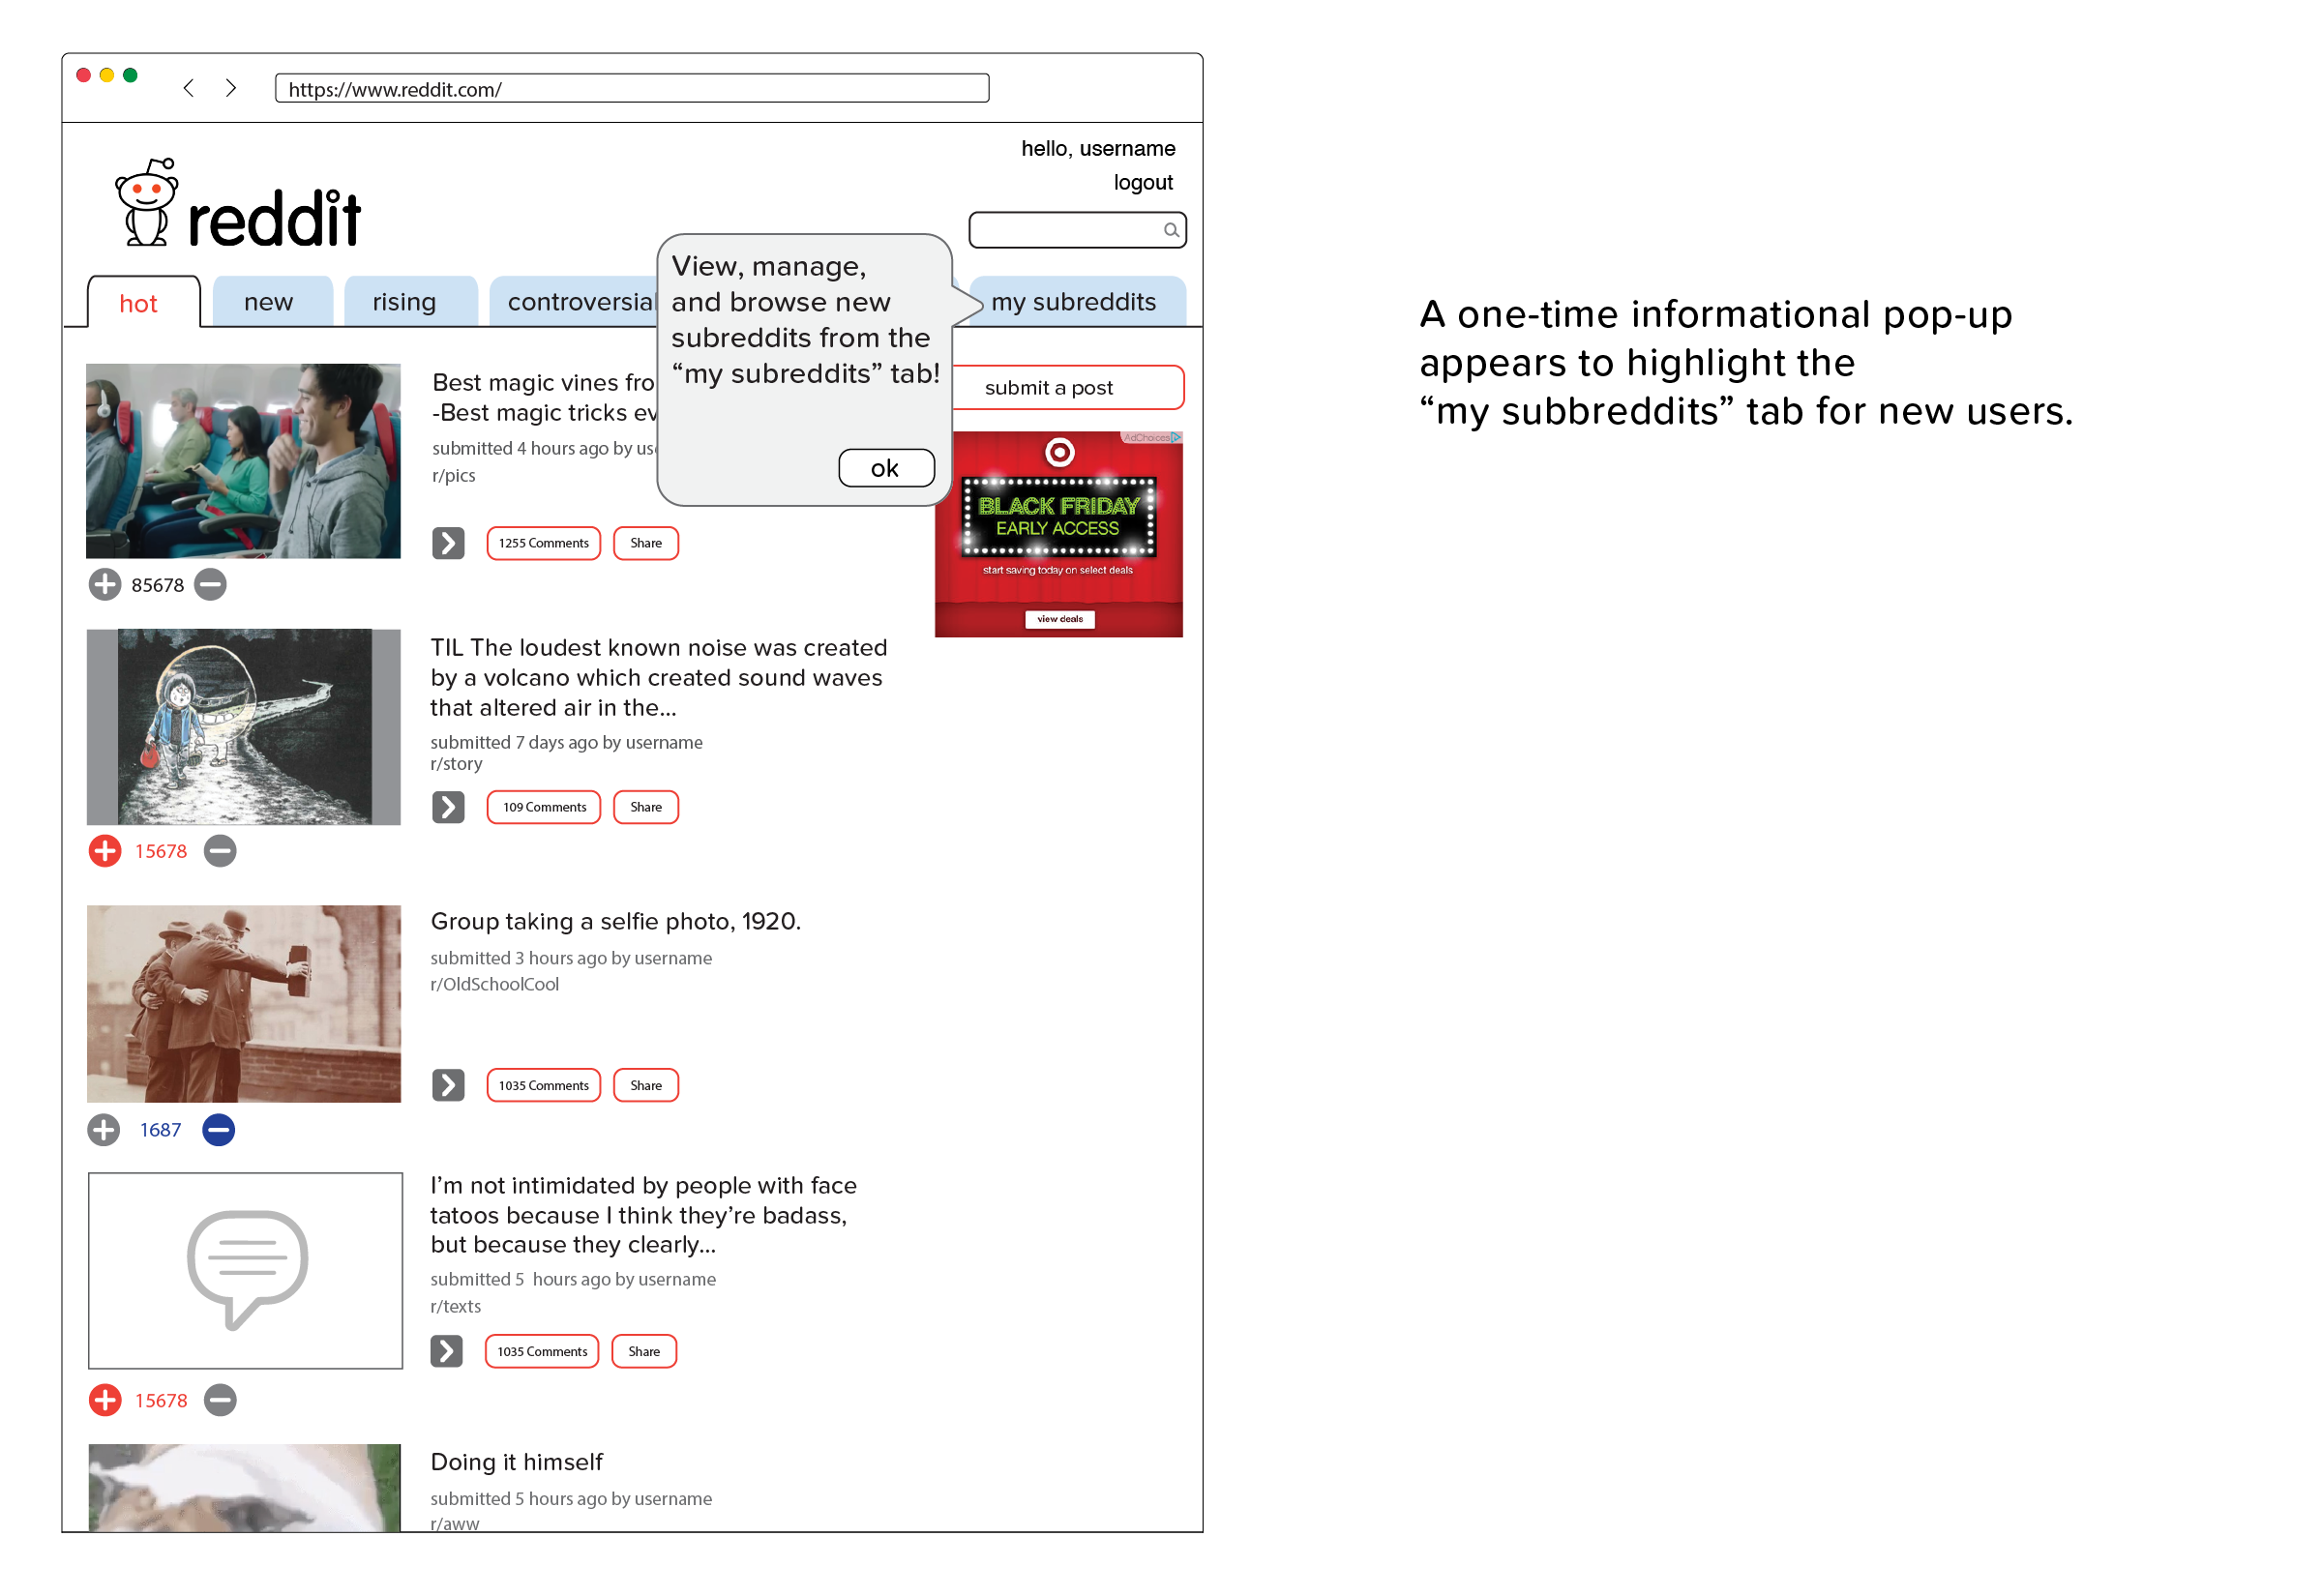 https://www.reddit.com/
hello, username
logout
reddit
hot
new
rising
controversial
my subreddits
View, manage,
and browse new
subreddits from the
“my subreddits” tab!
ok
Best magic vines fro
-Best magic tricks ev
submitted 4 hours ago by use
r/pics
1255 Comments
Share
85678
submit a post
AdChoices
BLACK FRIDAY
EARLY ACCESS
start saving today on select deals
view deals
TIL The loudest known noise was created
by a volcano which created sound waves
that altered air in the...
submitted 7 days ago by username
r/story
109 Comments
Share
15678
Group taking a selfie photo, 1920.
submitted 3 hours ago by username
r/OldSchoolCool
1035 Comments
Share
1687
I’m not intimidated by people with face
tatoos because I think they’re badass,
but because they clearly...
submitted 5 hours ago by username
r/texts
1035 Comments
Share
15678
Doing it himself
submitted 5 hours ago by username
r/aww
A one-time informational pop-up
appears to highlight the
“my subbreddits” tab for new users.